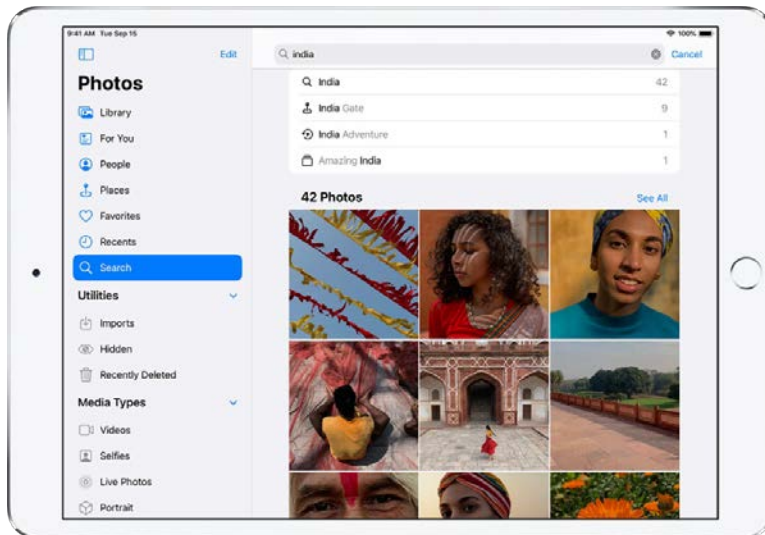 9:41 AM Tue Sep 15
100%
Edit
Photos
Library
For You
People
Places
Favorites
Recents
Search
Utilities
Imports
Hidden
Recently Deleted
Media Types
Videos
Selfies
Live Photos
Portrait
india
Cancel
India 42
India Gate 9
India Adventure 1
Amazing India 1
42 Photos See All